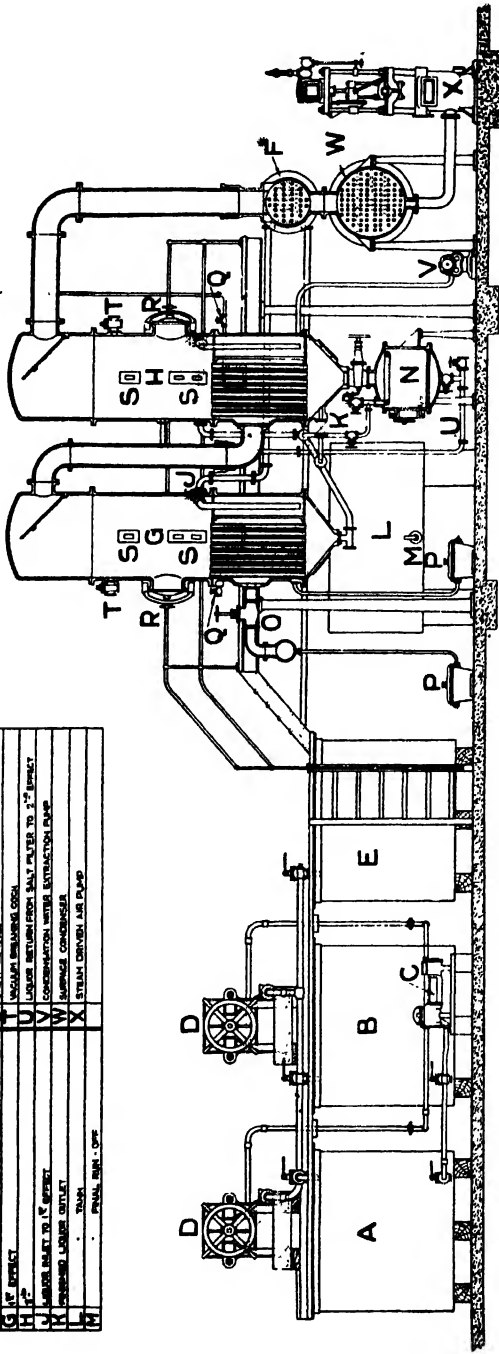 G 1ST EFFECT
H 2ND
J LIQUOR INLET TO 1ST EFFECT
K FINISHED LIQUOR OUTLET
L TANK
M FINAL RUN-OFF
T VACUUM BREAKING COCK
U LIQUOR RETURN FROM SALT FILTER TO 2ND EFFECT
V CONDENSATION WATER EXTRACTION PUMP
W SURFACE CONDENSER
X STEAM DRIVEN AIR PUMP
D
D
T
T
R
R
S G S
S H S
Q
Q
J
F
W
X
A
B
C
E
O
P
P
K
L
M
N
U
V